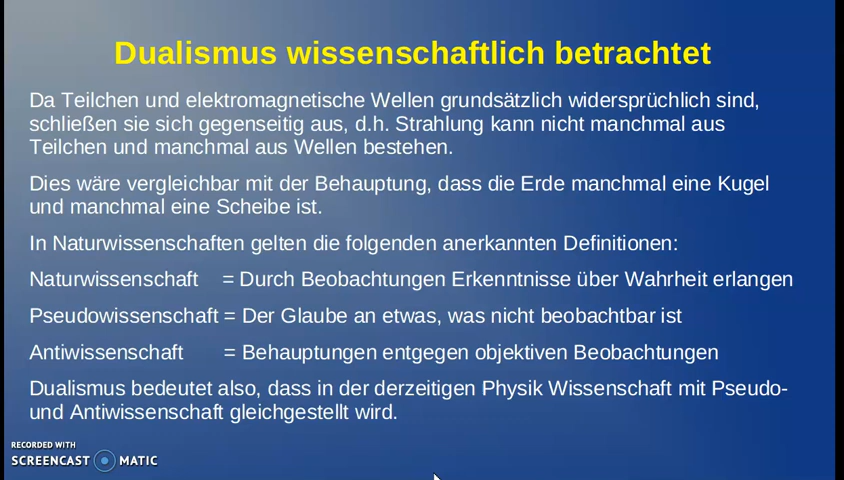 Dualismus wissenschaftlich betrachtet
Da Teilchen und elektromagnetische Wellen grundsätzlich widersprüchlich sind,
schließen sie sich gegenseitig aus, d.h. Strahlung kann nicht manchmal aus
Teilchen und manchmal aus Wellen bestehen.
Dies wäre vergleichbar mit der Behauptung, dass die Erde manchmal eine Kugel
und manchmal eine Scheibe ist.
In Naturwissenschaften gelten die folgenden anerkannten Definitionen:
Naturwissenschaft = Durch Beobachtungen Erkenntnisse über Wahrheit erlangen
Pseudowissenschaft = Der Glaube an etwas, was nicht beobachtbar ist
Antiwissenschaft = Behauptungen entgegen objektiven Beobachtungen
Dualismus bedeutet also, dass in der derzeitigen Physik Wissenschaft mit Pseudo-
und Antiwissenschaft gleichgestellt wird.
RECORDED WITH
SCREENCAST MATIC